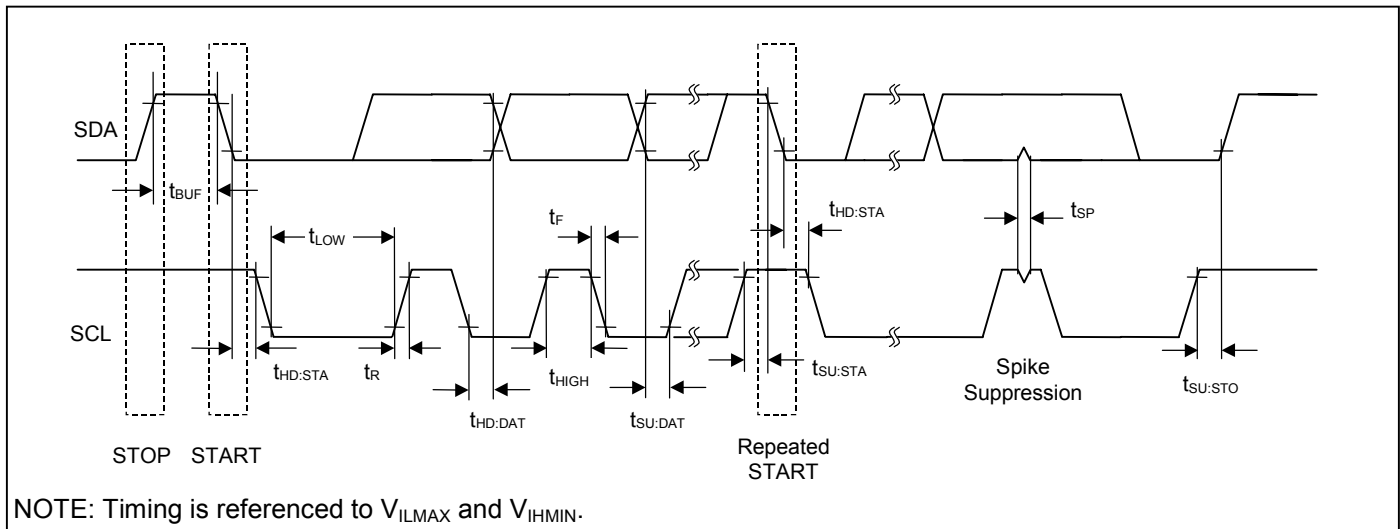 SDA
tBUF
tF
tHD:STA
tSP
tLOW
SCL
tHD:STA
tR
tHIGH
tSU:STA
tHD:DAT
tSU:DAT
Spike
Suppression
tSU:STO
STOP
START
Repeated
START
NOTE: Timing is referenced to VILMAX and VIHMIN.